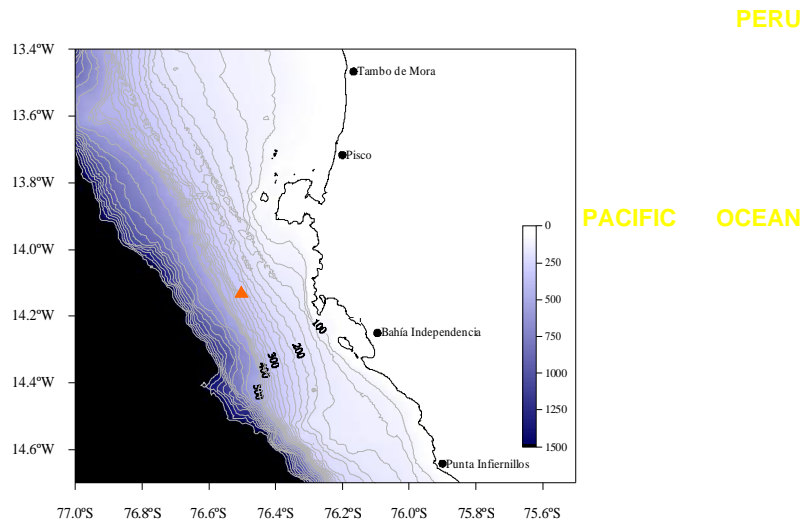 PERU
13.4ºW
Tambo de Mora
13.6ºW
Pisco
13.8ºW
PACIFIC OCEAN
0
14.0ºW
250
500
14.2ºW
100
Bahía Independencia
750
200
300
1000
400
14.4ºW
500
1250
1500
14.6ºW
Punta Infiernillos
77.0ºS 76.8ºS 76.6ºS 76.4ºS 76.2ºS 76.0ºS 75.8ºS 75.6ºS